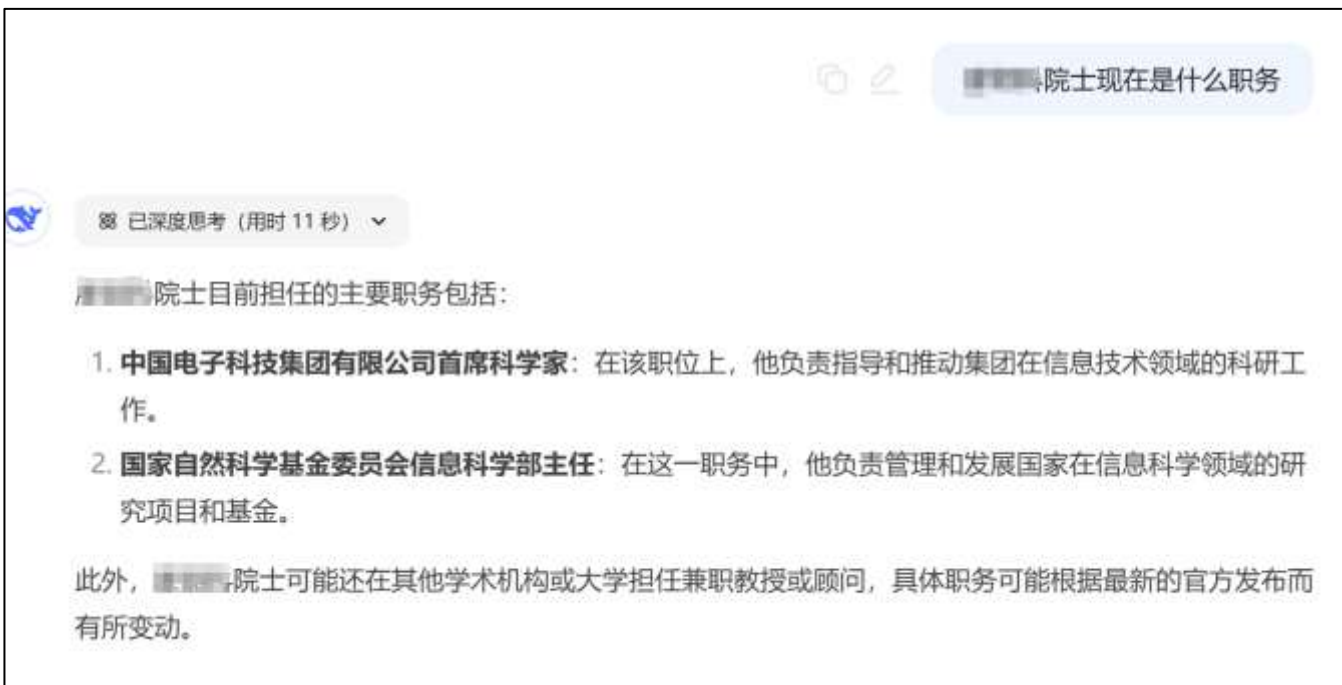 院士现在是什么职务
已深度思考（用时 11 秒）
院士目前担任的主要职务包括：
1. 中国电子科技集团有限公司首席科学家：在该职位上，他负责指导和推动集团在信息技术领域的科研工
作。
2. 国家自然科学基金委员会信息科学部主任：在这一职务中，他负责管理和发展国家在信息科学领域的研
究项目和基金。
此外，院士可能还在其他学术机构或大学担任兼职教授或顾问，具体职务可能根据最新的官方发布而
有所变动。